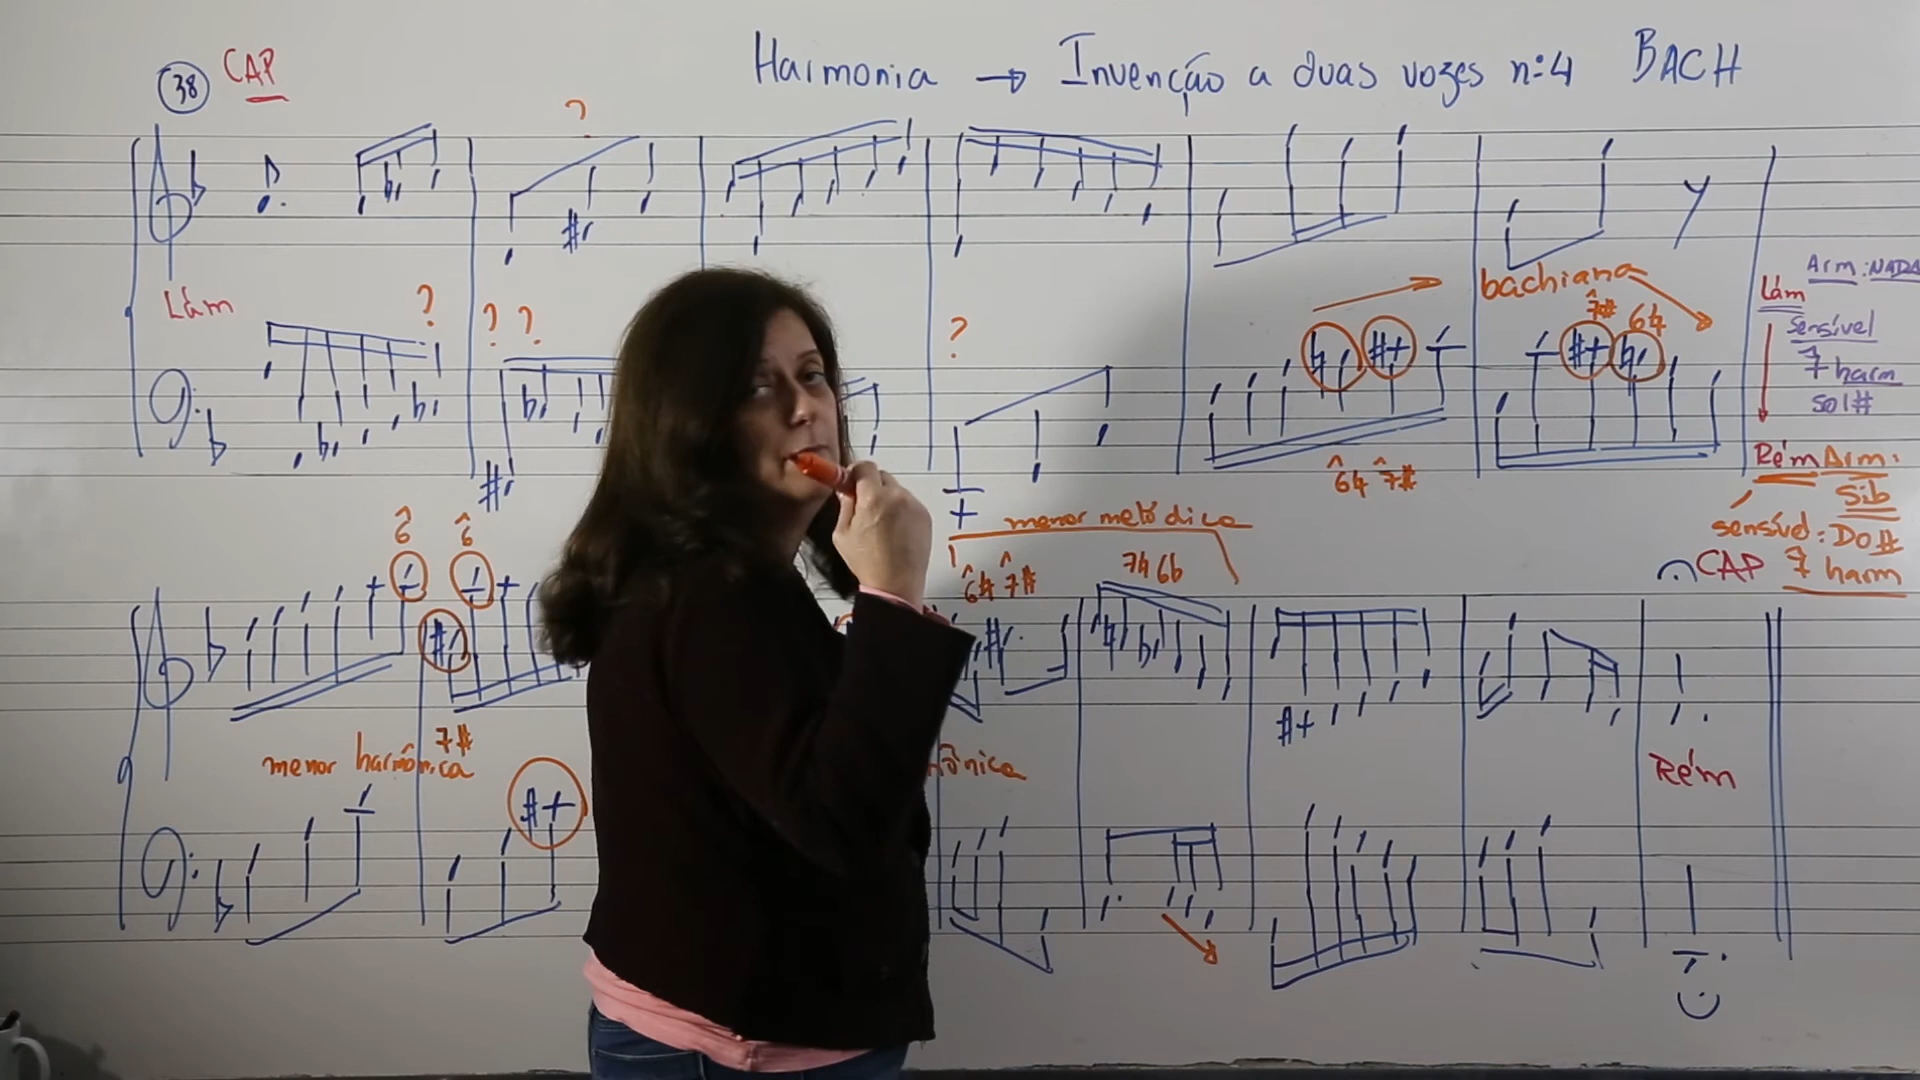 38 CAP Harmonia → Invenção a duas vozes n:4 BACH
?
Lám
? ? ? ?
bachiana
7# 6♮
6♮ 7#
Arm: NADA
Lám
sensível
7 harm
sol#
Rém Arm:
Sib
sensível: Do#
7 harm
6 6
menor melódica
6♮ 7# 7♮ 6b
CAP
menor harmônica 7#
ônica
Rém